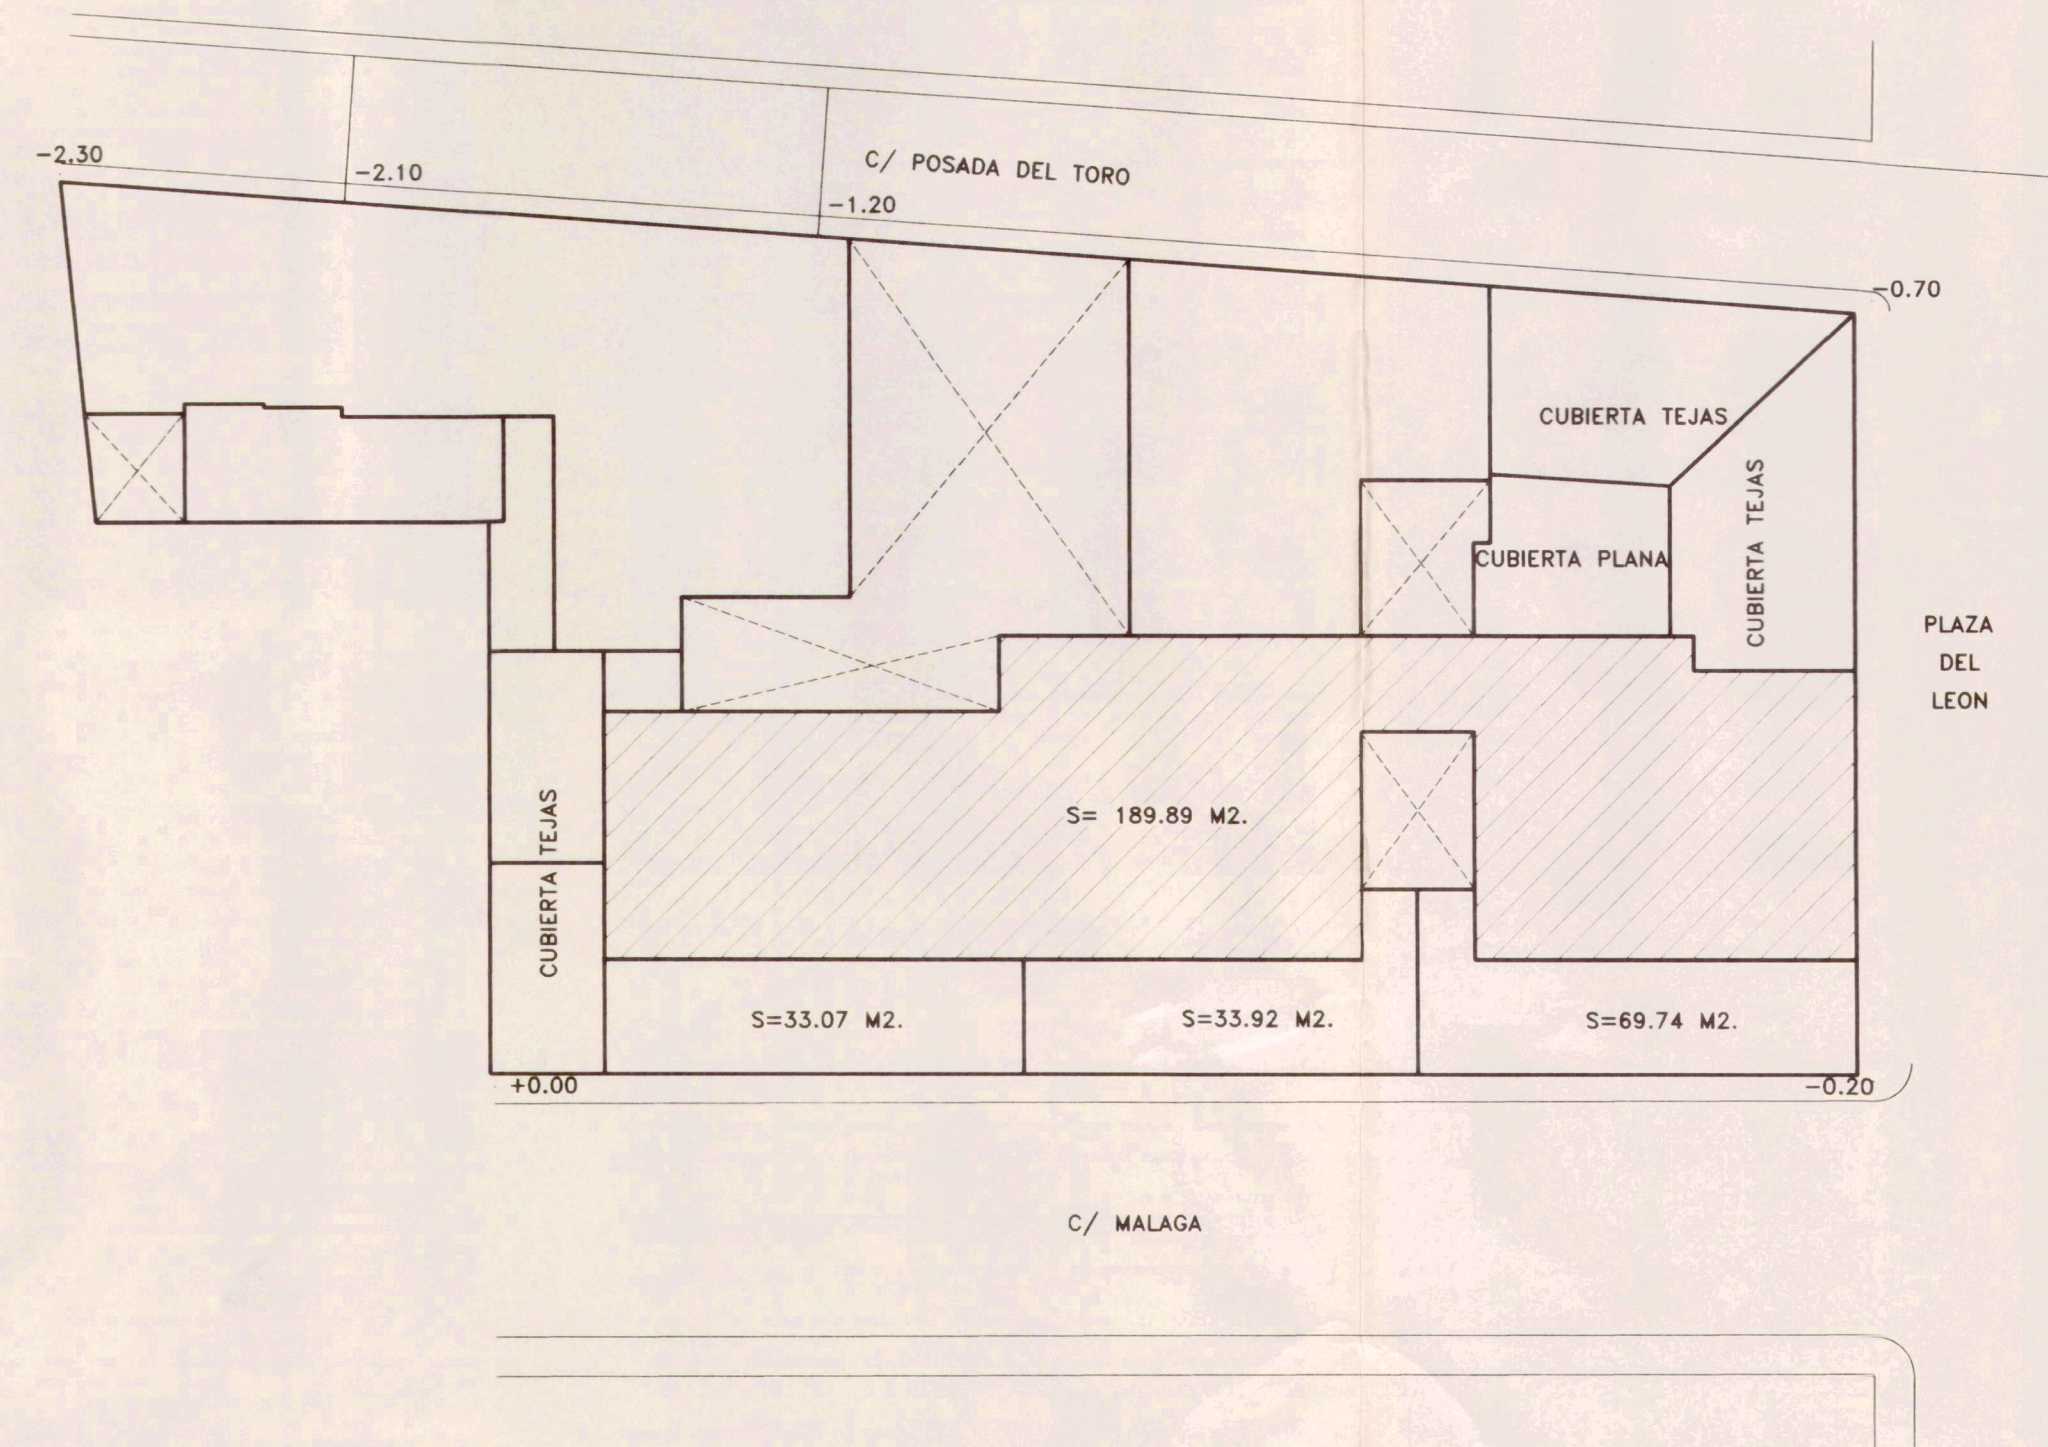 -2.30
-2.10
C/ POSADA DEL TORO
-1.20
-0.70
CUBIERTA TEJAS
CUBIERTA TEJAS
CUBIERTA PLANA
PLAZA
DEL
LEON
S= 189.89 M2.
CUBIERTA TEJAS
S=33.07 M2.
S=33.92 M2.
S=69.74 M2.
+0.00
-0.20
C/ MALAGA